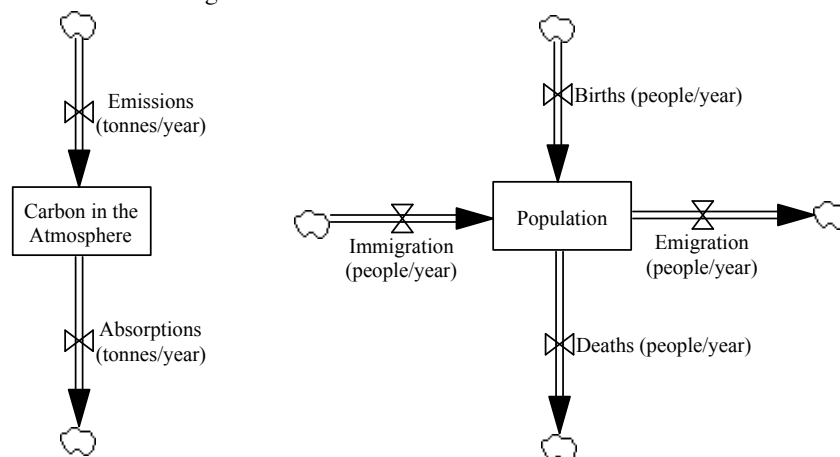 Emissions
(tonnes/year)
Carbon in the
Atmosphere
Absorptions
(tonnes/year)
Births (people/year)
Immigration
(people/year)
Population
Emigration
(people/year)
Deaths (people/year)